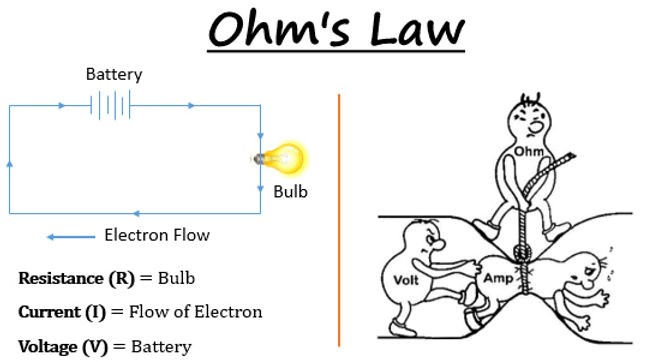 Ohm's Law
Battery
Bulb
Electron Flow
Resistance (R) = Bulb
Current (I) = Flow of Electron
Voltage (V) = Battery
Ohm
Volt
Amp